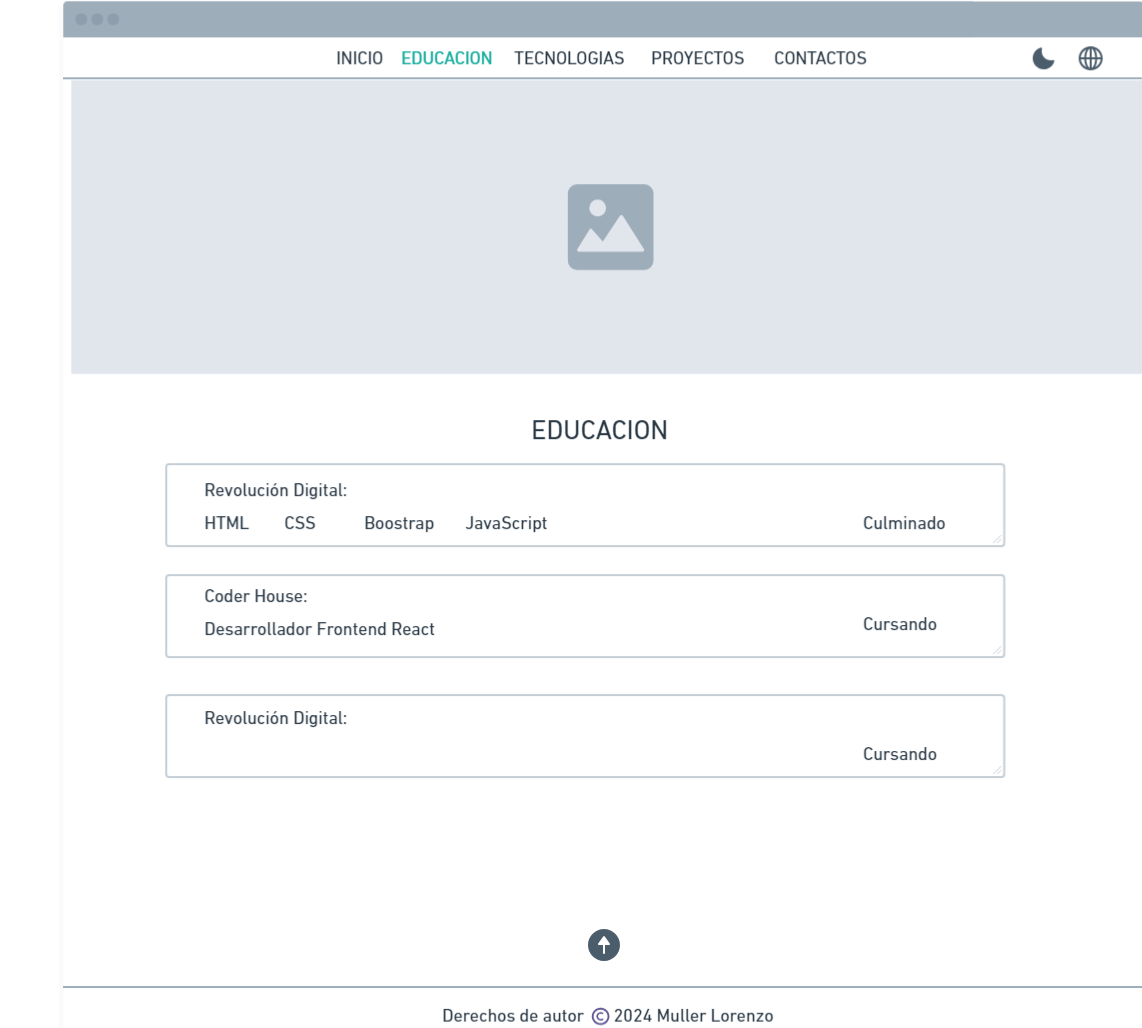 INICIO EDUCACION TECNOLOGIAS PROYECTOS CONTACTOS
EDUCACION
Revolución Digital:
HTML CSS Boostrap JavaScript Culminado
Coder House:
Desarrollador Frontend React Cursando
Revolución Digital:
Cursando
Derechos de autor © 2024 Muller Lorenzo